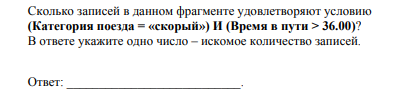 Сколько записей в данном фрагменте удовлетворяют условию
(Категория поезда = «скорый») И (Время в пути > 36.00)?
В ответе укажите одно число – искомое количество записей.
Ответ: ___________________________.